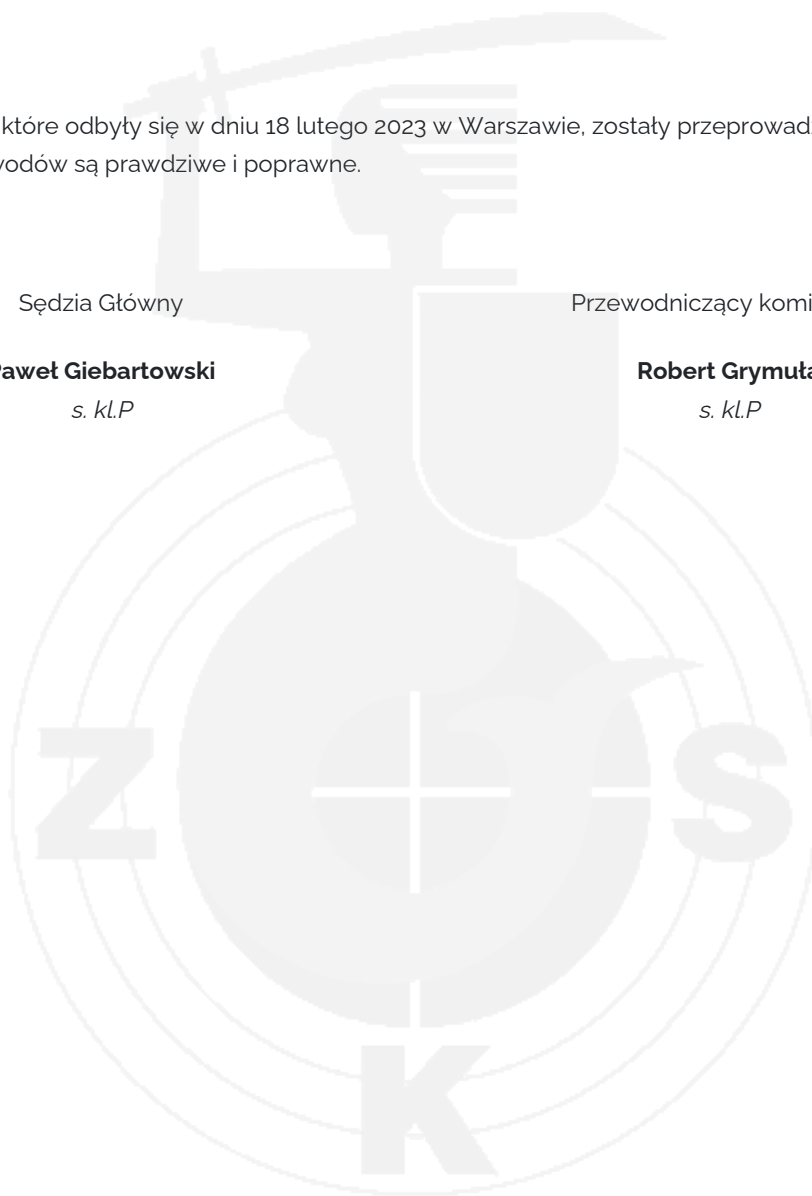 które odbyły się w dniu 18 lutego 2023 w Warszawie, zostały przeprowad
wodów są prawdziwe i poprawne.
Sędzia Główny
Przewodniczący komi
Paweł Giebartowski
Robert Grymuła
s. kl.P
s. kl.P
Z
S
K